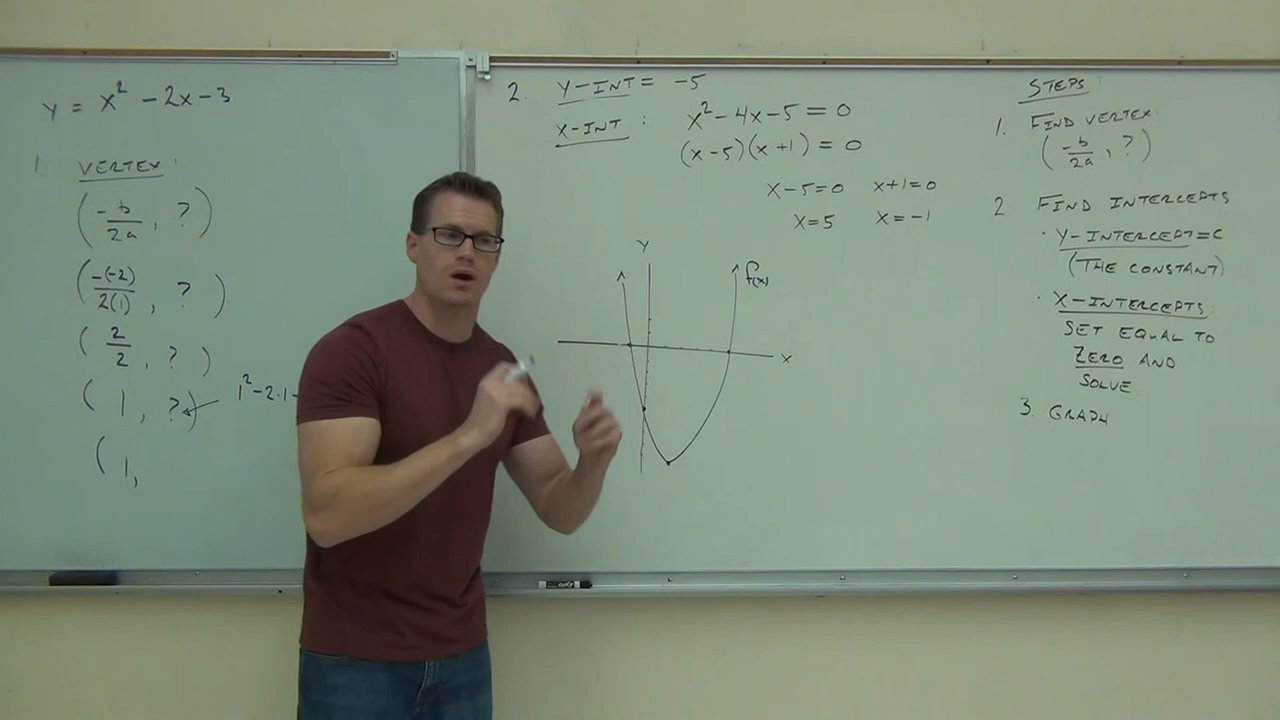 y = x² - 2x - 3
1. VERTEX:
(-b/2a, ?)
(-(-2)/2(1), ?)
(2/2, ?)
(1, ?) ← 1² - 2·1 -
(1,
2. Y-INT = -5
X-INT: x² - 4x - 5 = 0
(x - 5)(x + 1) = 0
x - 5 = 0 x + 1 = 0
x = 5 x = -1
Y
f(x)
X
STEPS:
1. FIND VERTEX:
(-b/2a, ?)
2 FIND INTERCEPTS
· Y-INTERCEPT = C
(THE CONSTANT)
· X-INTERCEPTS:
SET EQUAL TO
ZERO AND
SOLVE
3. GRAPH